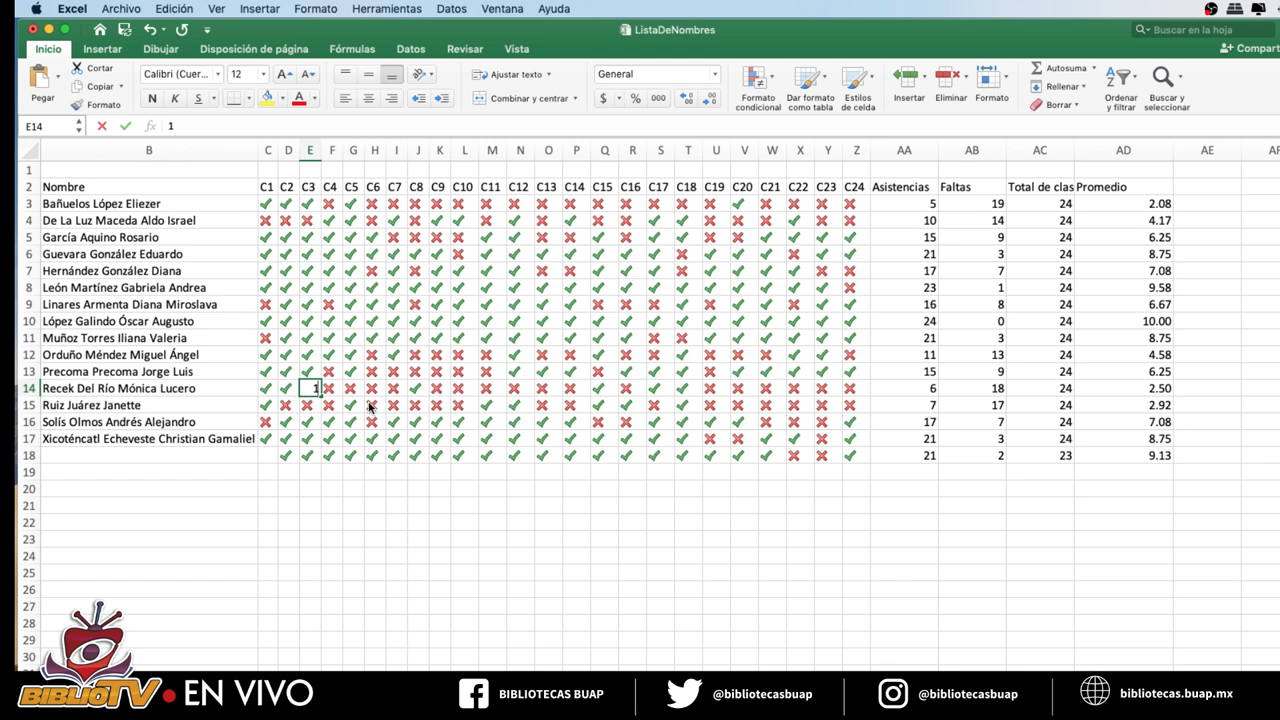 Excel Archivo Edición Ver Insertar Formato Herramientas Datos Ventana Ayuda
ListaDeNombres
Buscar en la hoja
Inicio Insertar Dibujar Disposición de página Fórmulas Datos Revisar Vista
Compart
Pegar
Cortar
Copiar
Formato
Calibri (Cuer... 12
N K S
Ajustar texto
Combinar y centrar
General
$ % 000
Formato condicional
Dar formato como tabla
Estilos de celda
Insertar
Eliminar
Formato
Autosuma
Rellenar
Borrar
Ordenar y filtrar
Buscar y seleccionar
E14 fx 1
B C D E F G H I J K L M N O P Q R S T U V W X Y Z AA AB AC AD AE AF
1
2 Nombre C1 C2 C3 C4 C5 C6 C7 C8 C9 C10 C11 C12 C13 C14 C15 C16 C17 C18 C19 C20 C21 C22 C23 C24 Asistencias Faltas Total de clas Promedio
3 Bañuelos López Eliezer 5 19 24 2.08
4 De La Luz Maceda Aldo Israel 10 14 24 4.17
5 García Aquino Rosario 15 9 24 6.25
6 Guevara González Eduardo 21 3 24 8.75
7 Hernández González Diana 17 7 24 7.08
8 León Martínez Gabriela Andrea 23 1 24 9.58
9 Linares Armenta Diana Miroslava 16 8 24 6.67
10 López Galindo Óscar Augusto 24 0 24 10.00
11 Muñoz Torres Iliana Valeria 21 3 24 8.75
12 Orduño Méndez Miguel Ángel 11 13 24 4.58
13 Precoma Precoma Jorge Luis 15 9 24 6.25
14 Recek Del Río Mónica Lucero 1 6 18 24 2.50
15 Ruiz Juárez Janette 7 17 24 2.92
16 Solís Olmos Andrés Alejandro 17 7 24 7.08
17 Xicoténcatl Echeveste Christian Gamaliel 21 3 24 8.75
18 21 2 23 9.13
19
20
21
22
23
24
25
26
27
28
29
30
BIBLIOTV EN VIVO
BIBLIOTECAS BUAP
@bibliotecasbuap
@bibliotecasbuap
bibliotecas.buap.mx